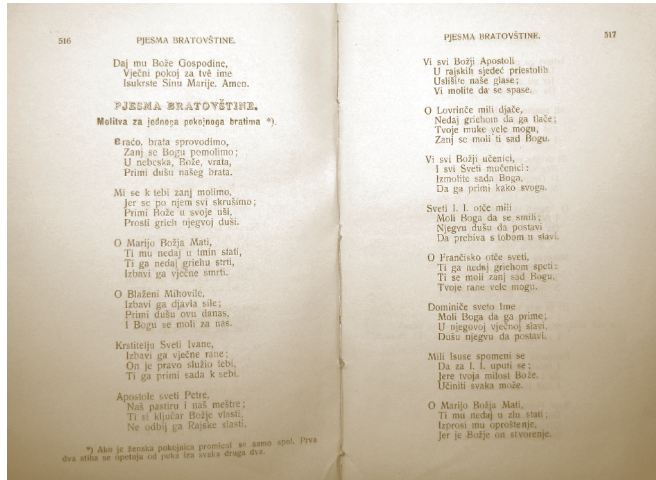 516
PJESMA BRATOVŠTINE.
Daj mu Bože Gospodine,
Vječni pokoj za tvê ime
Isukrste Sinu Marije. Amen.
PJESMA BRATOVŠTINE.
Molitva za jednoga pokojnoga bratima *).
Braćo, brata sprovodimo,
Zanj se Bogu pomolimo;
U nebeska, Bože, vrata,
Primi dušu našeg brata.
Mi se k tebi zanj molimo,
Jer se po njem svi skrušimo;
Primi Bože u svoje uši,
Prosti grieh njegvoj duši.
O Marijo Božja Mati,
Ti mu nedaj u tmin stati,
Ti ga nedaj griehu strti,
Izbavi ga vječne smrti.
O Blaženi Mihovile,
Izbavi ga djavla sile;
Primi dušu ovu danas,
I Bogu se moli za nas.
Krstitelju Sveti Ivane,
Izbavi ga vječne rane;
On je pravo služio tebi,
Ti ga primi sada k sebi.
Apostole sveti Petre,
Naš pastiru i naš meštre;
Ti si ključar Božje vlasti,
Ne odbij ga Rajske slasti.
*) Ako je ženska pokojnica promieni se samo spol. Prva
dva stiha se opetaju od puka iza svaka druga dva.
PJESMA BRATOVŠTINE.
517
Vi svi Božji Apostoli
U rajskih sjedeć priestolih
Uslišite naše glase;
Vi molite da se spase.
O Lovrinče mili djače,
Nedaj griehom da ga tlače;
Tvoje muke vele mogu,
Zanj se moli ti sad Bogu.
Vi svi Božji učenici,
I svi Sveti mučenici:
Izmolite sada Boga,
Da ga primi kako svoga.
Sveti I. I. otče mili
Moli Boga da se smili;
Njegvu dušu da postavi
Da prebiva s tobom u slavi.
O Frančisko otče sveti,
Ti ga nedaj griehom speti:
Ti se moli zanj sad Bogu,
Tvoje rane vele mogu.
Dominiče sveto ime
Moli Boga da ga prime;
U njegovoj vječnoj slavi,
Dušu njegvu da postavi.
Mili Isuse spomeni se
Da za I. I. uputi se;
Jere tvoja milost Bože.
Učiniti svaka može.
O Marijo Božja Mati,
Ti mu nedaj u zlu stati;
Izprosi mu oproštenje,
Jer je Božje on stvorenje.